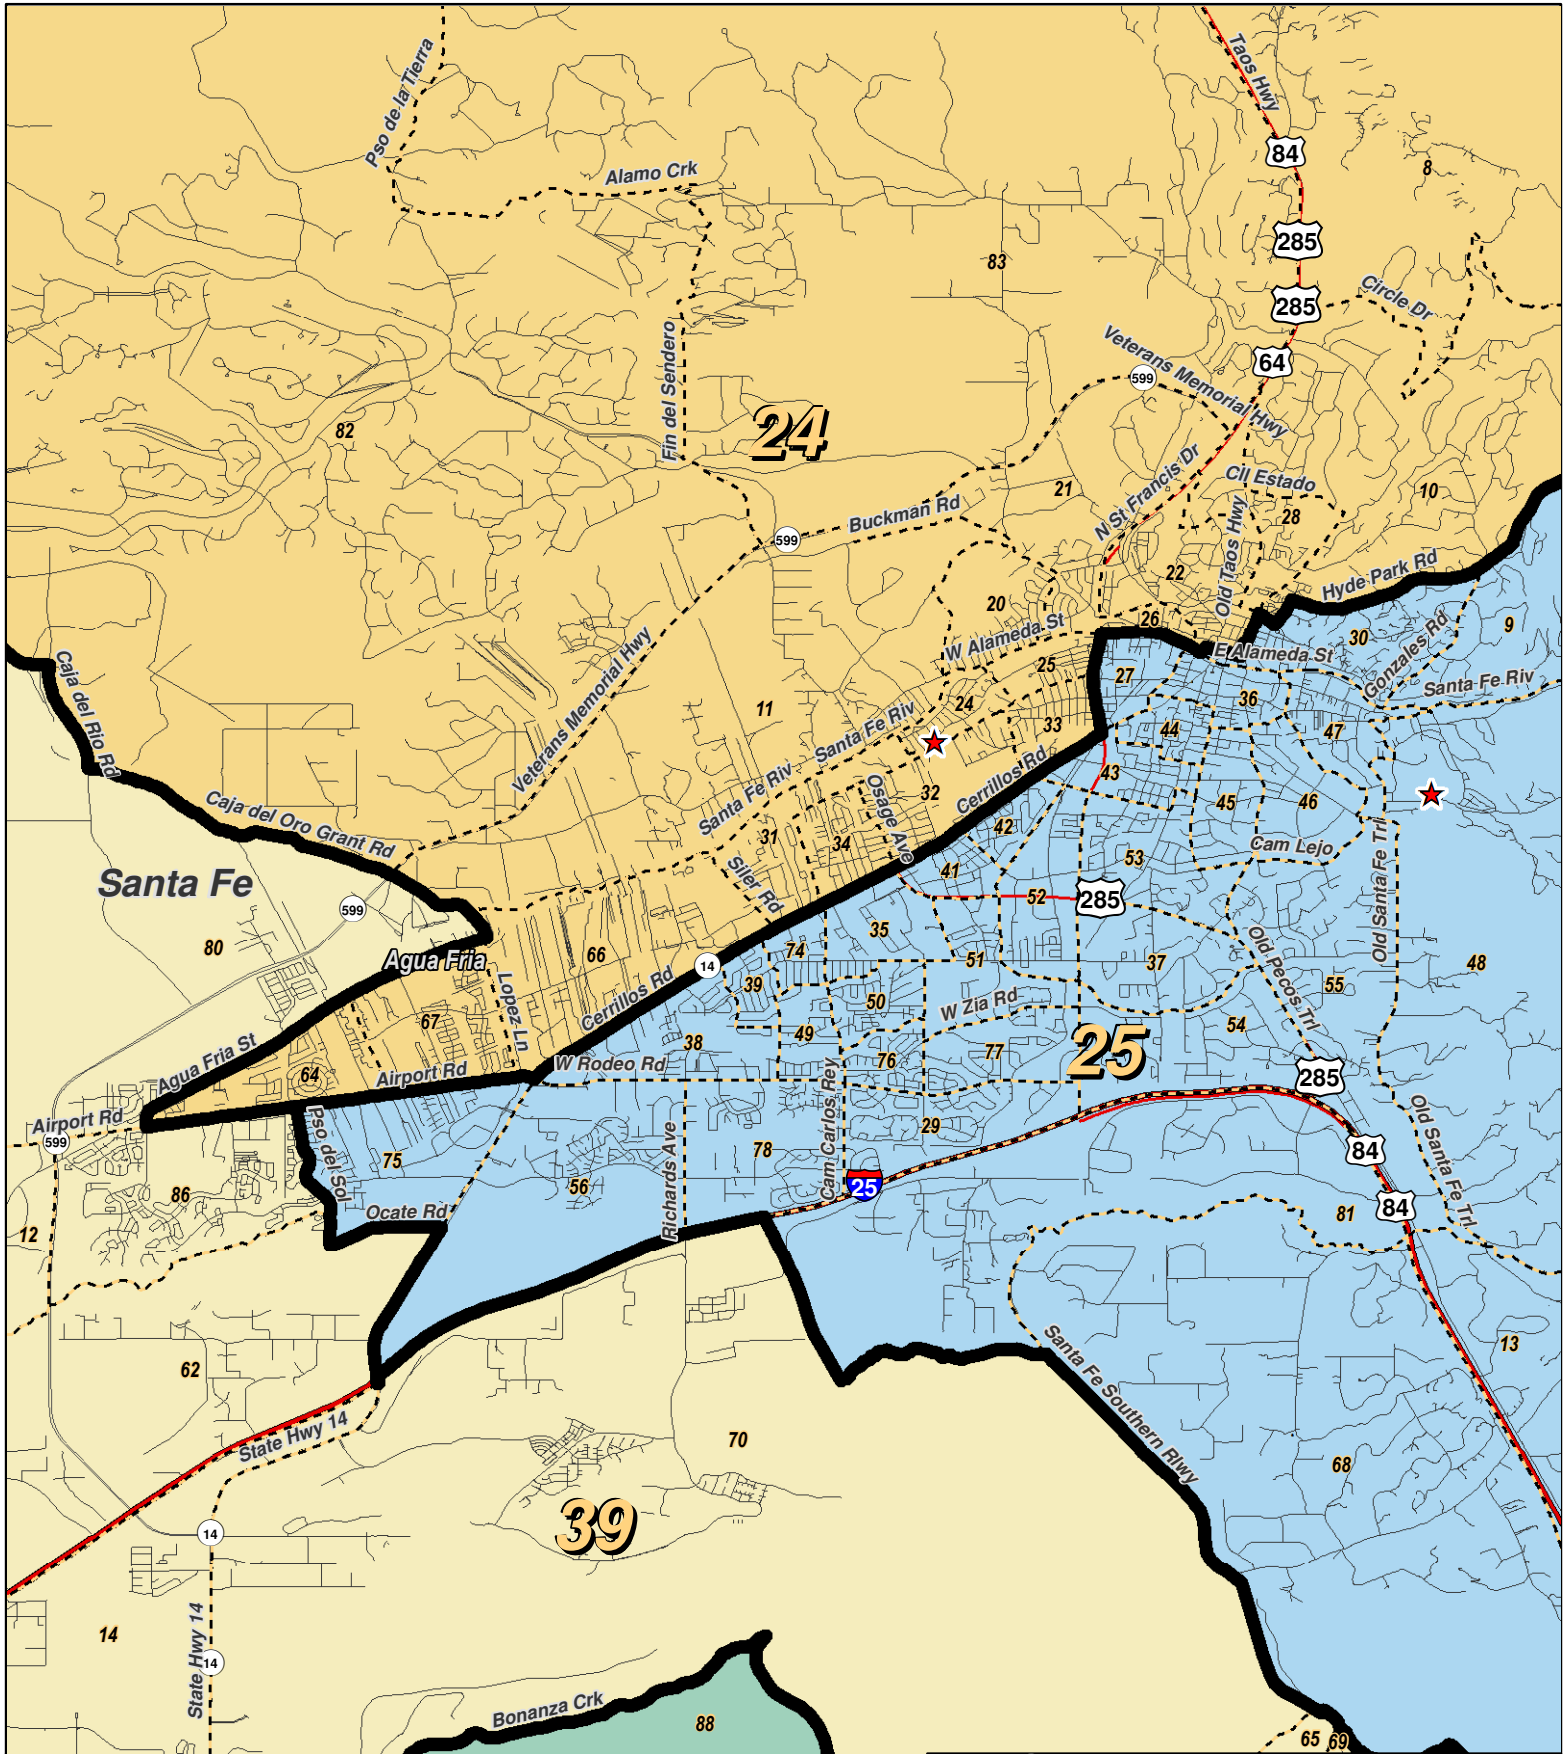 Taos Hwy
Pso de la Tierra
84
8
Alamo Crk
285
83
285
Circle Dr
Veterans Memorial Hwy
64
599
Fin del Sendero
24
82
N St Francis Dr
Cll Estado
21
10
Buckman Rd
28
599
Old Taos Hwy
22
Hyde Park Rd
20
26
W Alameda St
30
9
E Alameda St
Gonzales Rd
25
27
Santa Fe Riv
Caja del Rio Rd
Veterans Memorial Hwy
11
24
36
33
44
47
Santa Fe Riv
Cerrillos Rd
43
Santa Fe Riv
32
Osage Ave
45
46
Caja del Oro Grant Rd
42
31
34
Cam Lejo
53
Old Santa Fe Trl
Santa Fe
Siler Rd
41
52
285
599
35
80
Agua Fria
66
74
51
37
Old Pecos Trl
48
14
39
55
Lopez Ln
Cerrillos Rd
50
W Zia Rd
67
49
54
38
76
77
25
Agua Fria St
64
Airport Rd
W Rodeo Rd
285
Airport Rd
599
Pso del Sol
Cam Carlos Rey
29
Old Santa Fe Trl
75
Richards Ave
78
84
86
56
25
84
Ocate Rd
81
12
62
Santa Fe Southern Rlwy
13
State Hwy 14
70
68
39
14
14
State Hwy 14
14
Bonanza Crk
88
65
69